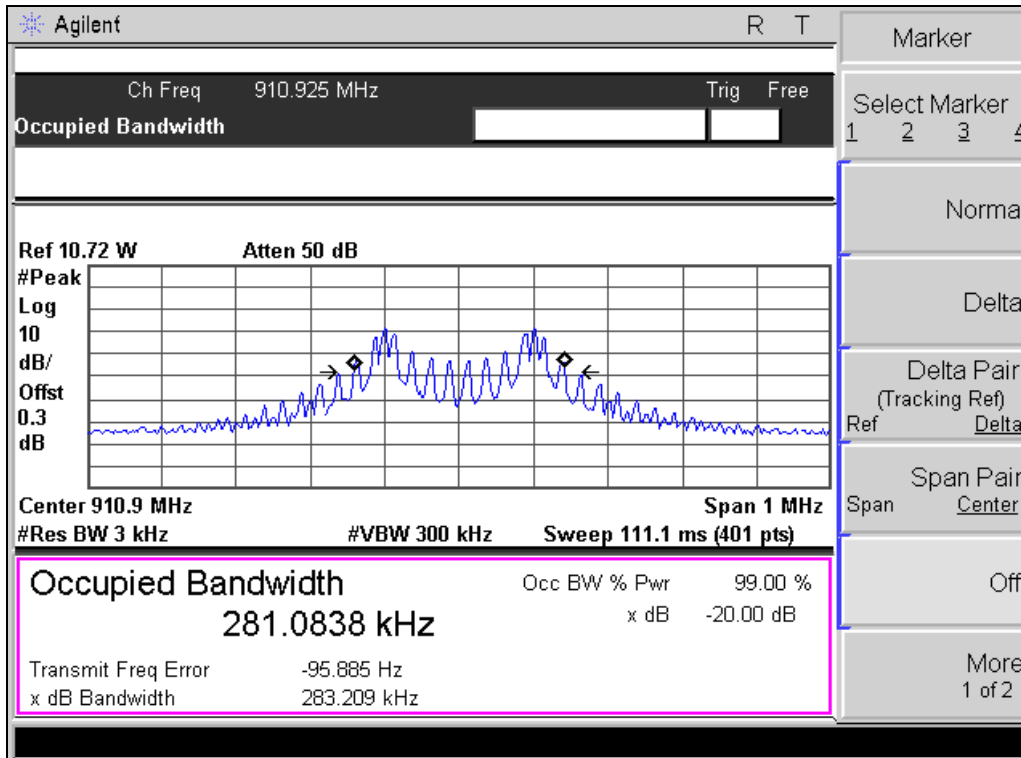 Agilent R T
Ch Freq 910.925 MHz Trig Free
Occupied Bandwidth
Ref 10.72 W Atten 50 dB
#Peak
Log
10
dB/
Offst
0.3
dB
Center 910.9 MHz Span 1 MHz
#Res BW 3 kHz #VBW 300 kHz Sweep 111.1 ms (401 pts)
Occupied Bandwidth
281.0838 kHz
Occ BW % Pwr 99.00 %
x dB -20.00 dB
Transmit Freq Error -95.885 Hz
x dB Bandwidth 283.209 kHz
Marker
Select Marker
1 2 3 4
Norma
Delta
Delta Pair
(Tracking Ref)
Ref Delta
Span Pair
Span Center
Off
More
1 of 2